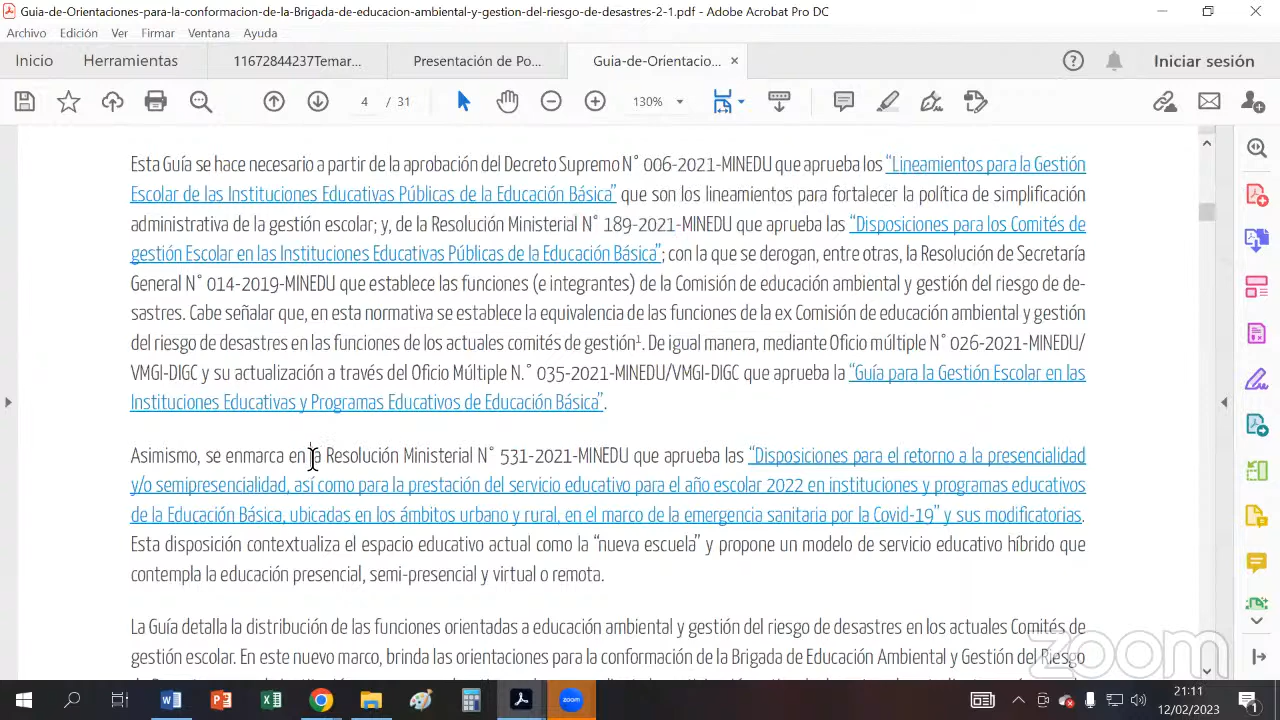 Guia-de-Orientaciones-para-la-conformacion-de-la-Brigada-de-educacion-ambiental-y-gestion-del-riesgo-de-desastres-2-1.pdf - Adobe Acrobat Pro DC
Archivo Edición Ver Firmar Ventana Ayuda
Inicio Herramientas 11672844237Temar... Presentación de Po... Guia-de-Orientacio... Iniciar sesión
4 / 31 130%
Esta Guía se hace necesario a partir de la aprobación del Decreto Supremo N° 006-2021-MINEDU que aprueba los “Lineamientos para la Gestión
Escolar de las Instituciones Educativas Públicas de la Educación Básica” que son los lineamientos para fortalecer la política de simplificación
administrativa de la gestión escolar; y, de la Resolución Ministerial N° 189-2021-MINEDU que aprueba las “Disposiciones para los Comités de
gestión Escolar en las Instituciones Educativas Públicas de la Educación Básica”; con la que se derogan, entre otras, la Resolución de Secretaría
General N° 014-2019-MINEDU que establece las funciones (e integrantes) de la Comisión de educación ambiental y gestión del riesgo de de-
sastres. Cabe señalar que, en esta normativa se establece la equivalencia de las funciones de la ex Comisión de educación ambiental y gestión
del riesgo de desastres en las funciones de los actuales comités de gestión¹. De igual manera, mediante Oficio múltiple N° 026-2021-MINEDU/
VMGI-DIGC y su actualización a través del Oficio Múltiple N.° 035-2021-MINEDU/VMGI-DIGC que aprueba la “Guía para la Gestión Escolar en las
Instituciones Educativas y Programas Educativos de Educación Básica”.
Asimismo, se enmarca en la Resolución Ministerial N° 531-2021-MINEDU que aprueba las “Disposiciones para el retorno a la presencialidad
y/o semipresencialidad, así como para la prestación del servicio educativo para el año escolar 2022 en instituciones y programas educativos
de la Educación Básica, ubicadas en los ámbitos urbano y rural, en el marco de la emergencia sanitaria por la Covid-19” y sus modificatorias.
Esta disposición contextualiza el espacio educativo actual como la “nueva escuela” y propone un modelo de servicio educativo híbrido que
contempla la educación presencial, semi-presencial y virtual o remota.
La Guía detalla la distribución de las funciones orientadas a educación ambiental y gestión del riesgo de desastres en los actuales Comités de
gestión escolar. En este nuevo marco, brinda las orientaciones para la conformación de la Brigada de Educación Ambiental y Gestión del Riesgo
zoom
zoom
21:11
12/02/2023
1